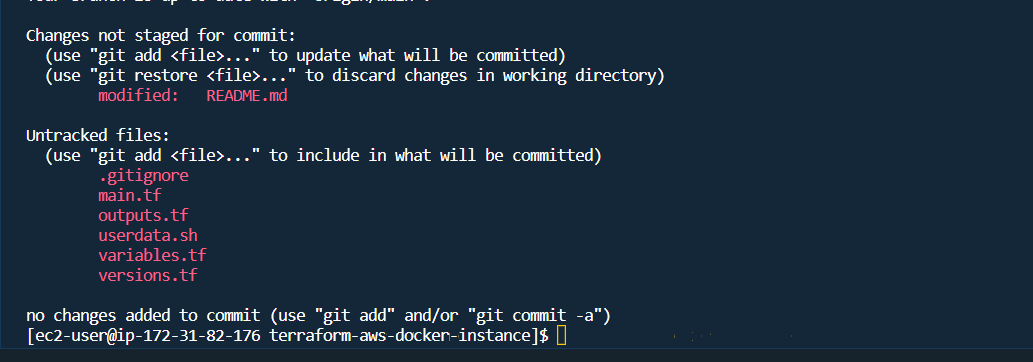 Changes not staged for commit:
(use "git add <file>..." to update what will be committed)
(use "git restore <file>..." to discard changes in working directory)
modified: README.md
Untracked files:
(use "git add <file>..." to include in what will be committed)
.gitignore
main.tf
outputs.tf
userdata.sh
variables.tf
versions.tf
no changes added to commit (use "git add" and/or "git commit -a")
[ec2-user@ip-172-31-82-176 terraform-aws-docker-instance]$